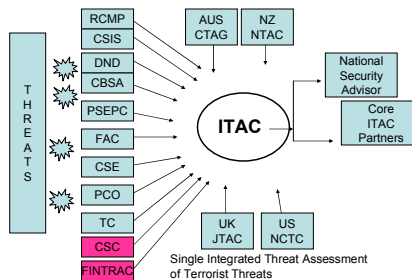 THREATS
RCMP
CSIS
DND
CBSA
PSEPC
FAC
CSE
PCO
TC
CSC
FINTRAC
AUS
CTAG
NZ
NTAC
ITAC
National
Security
Advisor
Core
ITAC
Partners
UK
JTAC
US
NCTC
Single Integrated Threat Assessment
of Terrorist Threats